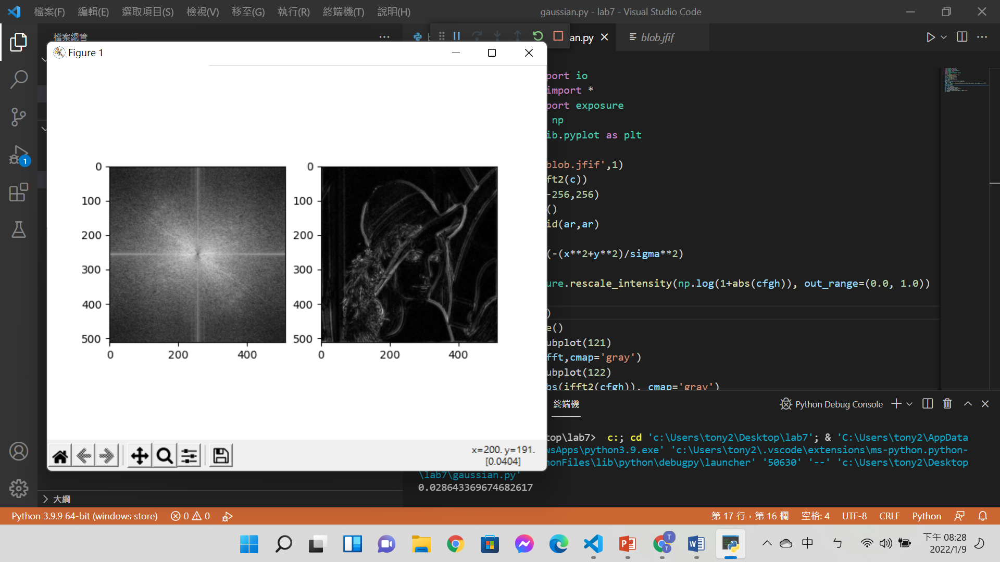 檔案(F) 編輯(E) 選取項目(S) 檢視(V) 移至(G) 執行(R) 終端機(T) 說明(H) gaussian.py - lab7 - Visual Studio Code
檔案總管
an.py blob.jfif
Figure 1
port io
import *
port exposure
np
ib.pyplot as plt
blob.jfif',1)
ft2(c))
-256,256)
()
id(ar,ar)
(-(x**2+y**2)/sigma**2)
ure.rescale_intensity(np.log(1+abs(cfgh)), out_range=(0.0, 1.0))
)
e()
ubplot(121)
fft,cmap='gray')
ubplot(122)
bs(ifft2(cfgh)), cmap='gray')
0
100
200
300
400
500
0 200 400
0
100
200
300
400
500
0 200 400
x=200. y=191.
[0.0404]
1
終端機 Python Debug Console
top\lab7> c:; cd 'c:\Users\tony2\Desktop\lab7'; & 'C:\Users\tony2\AppData
wsApps\python3.9.exe' 'c:\Users\tony2\.vscode\extensions\ms-python.python-
honFiles\lib\python\debugpy\launcher' '50630' '--' 'c:\Users\tony2\Desktop
\lab7\gaussian.py'
0.028643369674682617
大綱
Python 3.9.9 64-bit (windows store) 0 0 第 17 行，第 16 欄 空格: 4 UTF-8 CRLF Python
中 ㄅ 下午 08:28
2022/1/9